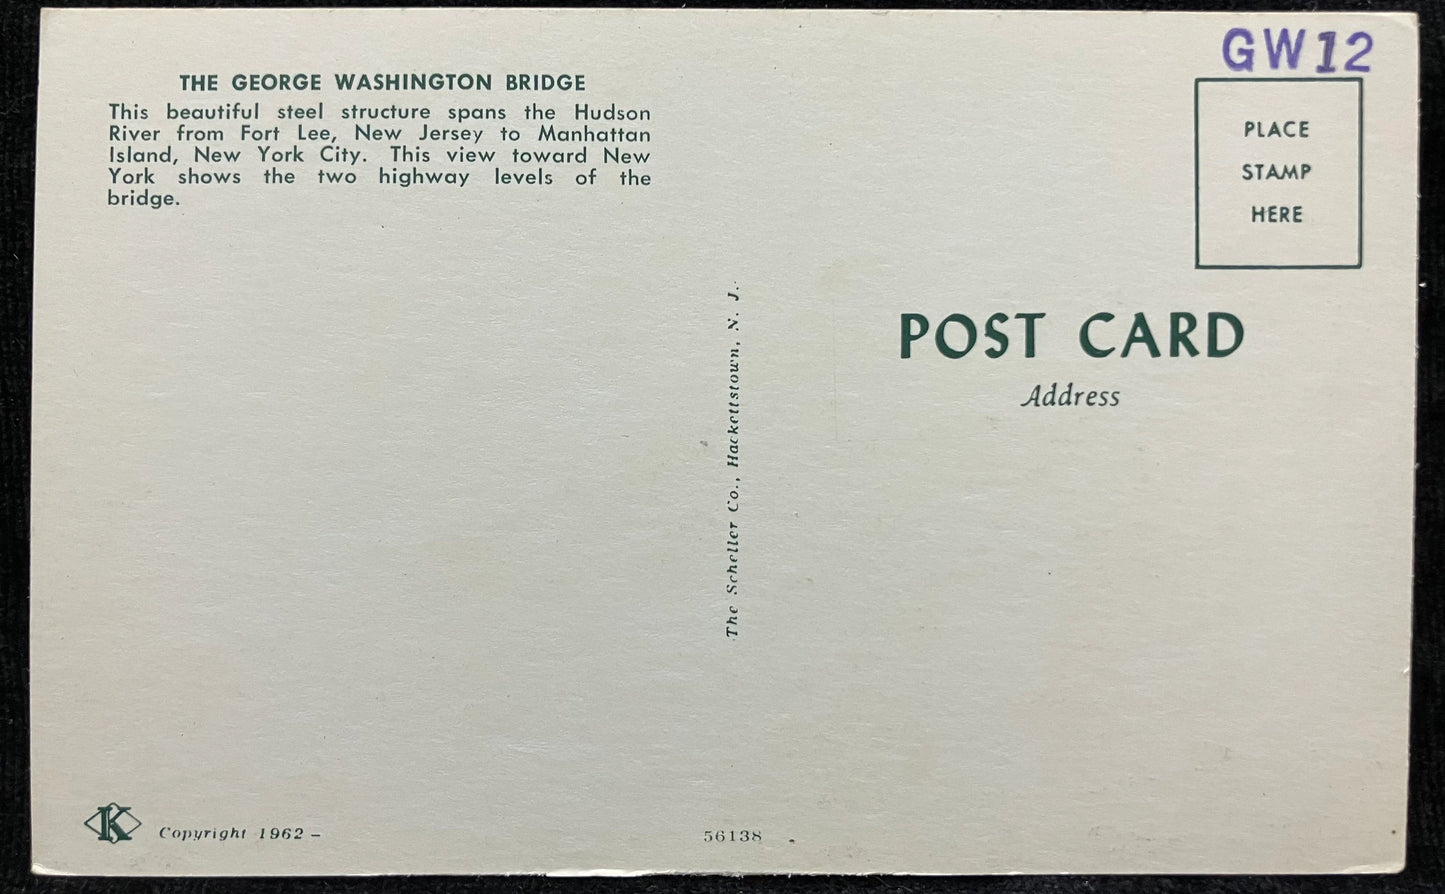 GW12
THE GEORGE WASHINGTON BRIDGE
This beautiful steel structure spans the Hudson
River from Fort Lee, New Jersey to Manhattan
Island, New York City. This view toward New
York shows the two highway levels of the
bridge.
PLACE
STAMP
HERE
POST CARD
Address
The Scheller Co., Hackettstown, N. J.
K
Copyright 1962 –
56138